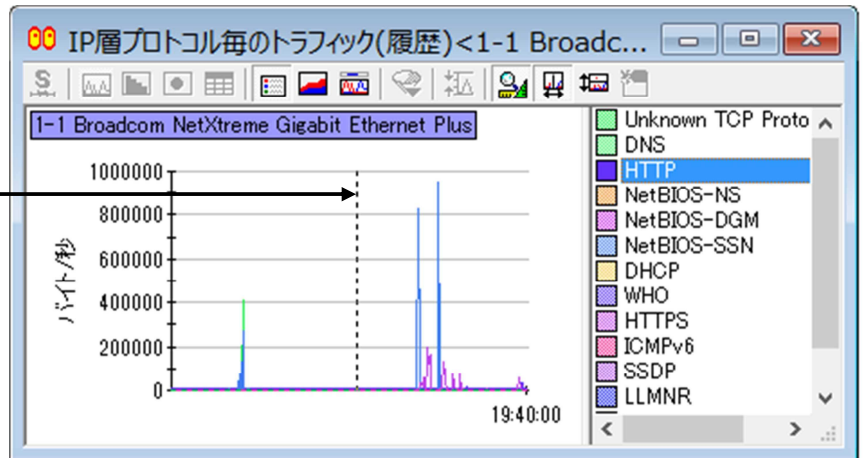 IP層プロトコル毎のトラフィック(履歴)<1-1 Broadc...
1-1 Broadcom NetXtreme Gigabit Ethernet Plus
バイト/秒
1000000
800000
600000
400000
200000
0
19:40:00
Unknown TCP Proto
DNS
HTTP
NetBIOS-NS
NetBIOS-DGM
NetBIOS-SSN
DHCP
WHO
HTTPS
ICMPv6
SSDP
LLMNR